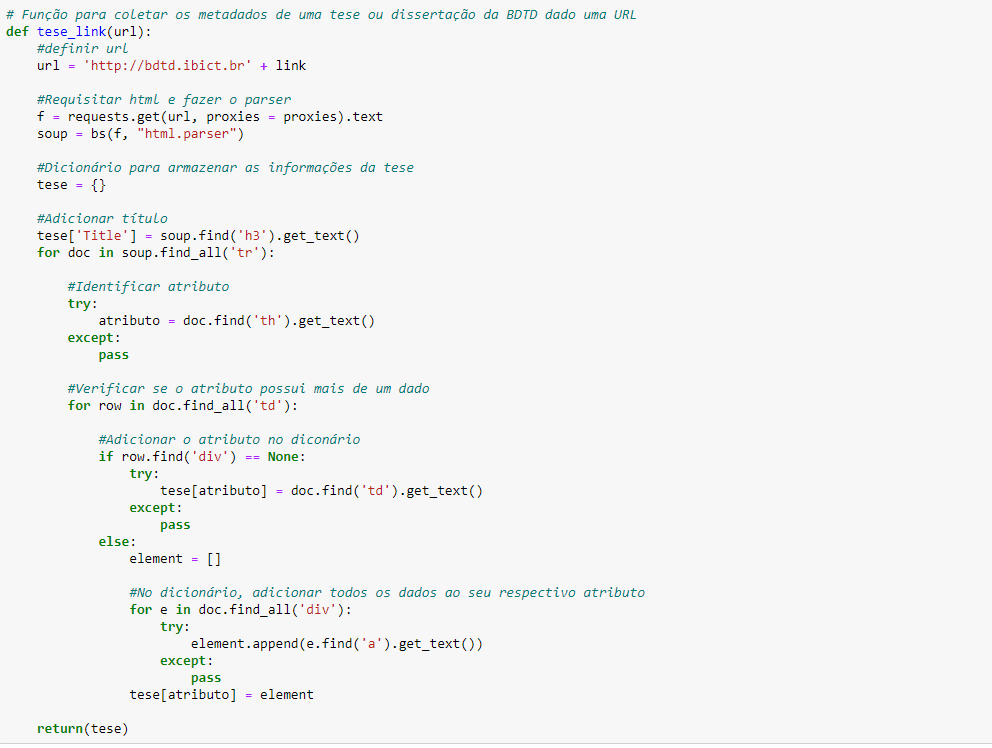 # Função para coletar os metadados de uma tese ou dissertação da BDTD dado uma URL
def tese_link(url):
    #definir url
    url = 'http://bdtd.ibict.br' + link

    #Requisitar html e fazer o parser
    f = requests.get(url, proxies = proxies).text
    soup = bs(f, "html.parser")

    #Dicionário para armazenar as informações da tese
    tese = {}

    #Adicionar título
    tese['Title'] = soup.find('h3').get_text()
    for doc in soup.find_all('tr'):

        #Identificar atributo
        try:
            atributo = doc.find('th').get_text()
        except:
            pass

        #Verificar se o atributo possui mais de um dado
        for row in doc.find_all('td'):

            #Adicionar o atributo no diconário
            if row.find('div') == None:
                try:
                    tese[atributo] = doc.find('td').get_text()
                except:
                    pass
            else:
                element = []

                #No dicionário, adicionar todos os dados ao seu respectivo atributo
                for e in doc.find_all('div'):
                    try:
                        element.append(e.find('a').get_text())
                    except:
                        pass
                tese[atributo] = element

    return(tese)